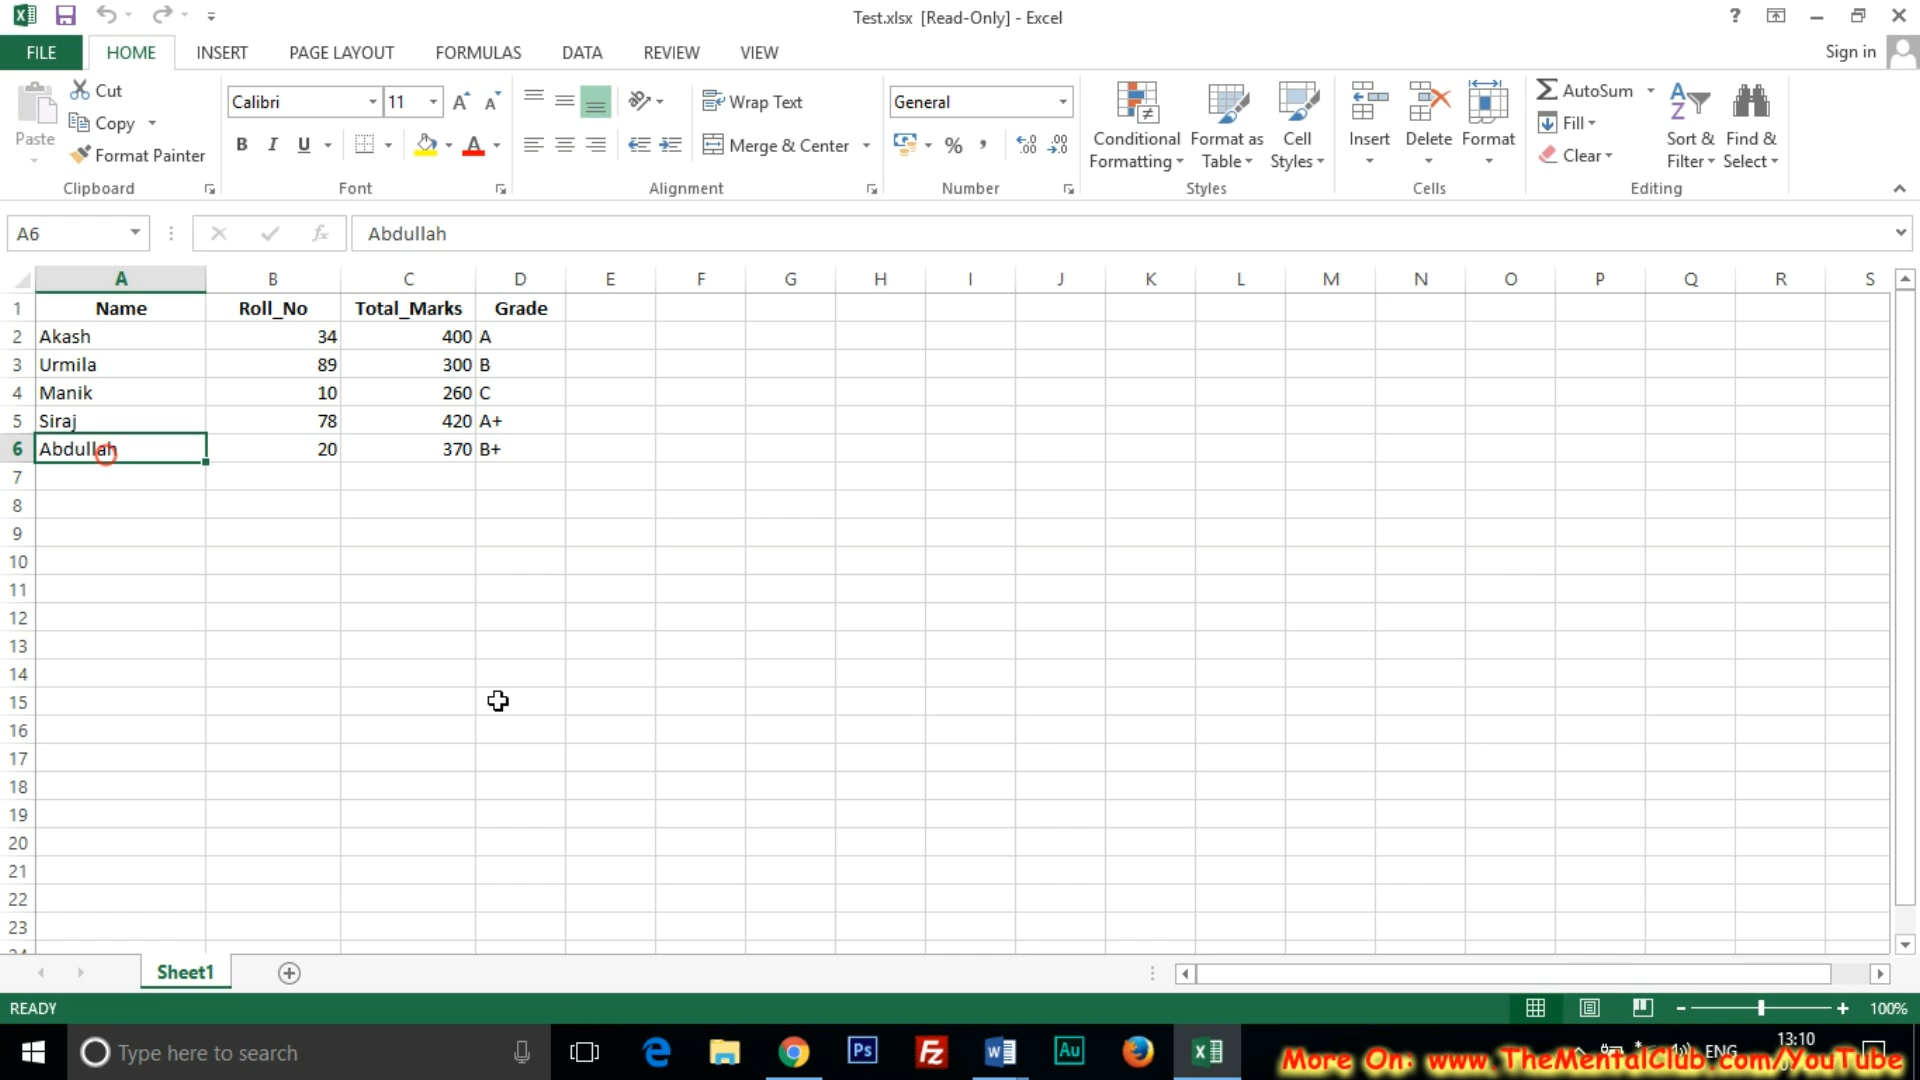 Test.xlsx [Read-Only] - Excel
?
FILE HOME INSERT PAGE LAYOUT FORMULAS DATA REVIEW VIEW Sign in
Paste
Cut
Copy
Format Painter
Clipboard
Calibri 11
B I U
Font
Wrap Text
Merge & Center
Alignment
General
%
Number
Conditional Formatting
Format as Table
Cell Styles
Styles
Insert Delete Format
Cells
AutoSum
Fill
Clear
Sort & Filter
Find & Select
Editing
A6 fx Abdullah
A B C D E F G H I J K L M N O P Q R S
1 Name Roll_No Total_Marks Grade
2 Akash 34 400 A
3 Urmila 89 300 B
4 Manik 10 260 C
5 Siraj 78 420 A+
6 Abdullah 20 370 B+
7
8
9
10
11
12
13
14
15
16
17
18
19
20
21
22
23
Sheet1
READY 100%
Type here to search
Ps
Fz
Au
ENG
13:10
More On: www.TheMentalClub.com/YouTube